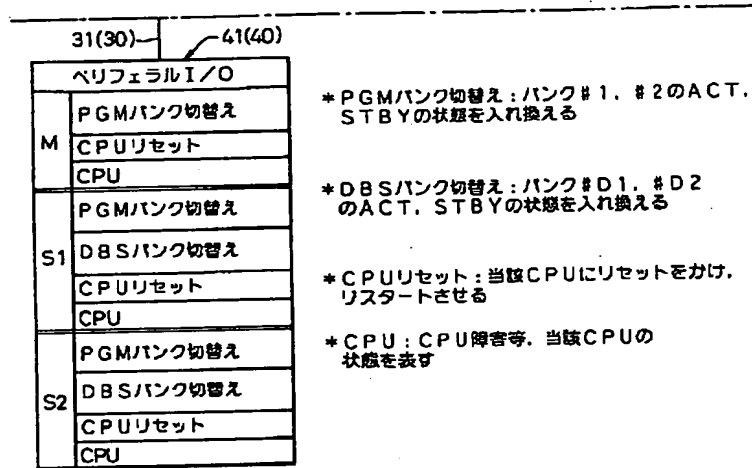 31(30)
41(40)
ペリフェラルI/O
M
PGMバンク切替え
CPUリセット
CPU
S1
PGMバンク切替え
DBSバンク切替え
CPUリセット
CPU
S2
PGMバンク切替え
DBSバンク切替え
CPUリセット
CPU
*PGMバンク切替え:バンク#1,#2のACT,
STBYの状態を入れ換える
*DBSバンク切替え:バンク#D1,#D2
のACT,STBYの状態を入れ換える
*CPUリセット:当該CPUにリセットをかけ,
リスタートさせる
*CPU:CPU障害等,当該CPUの
状態を表す